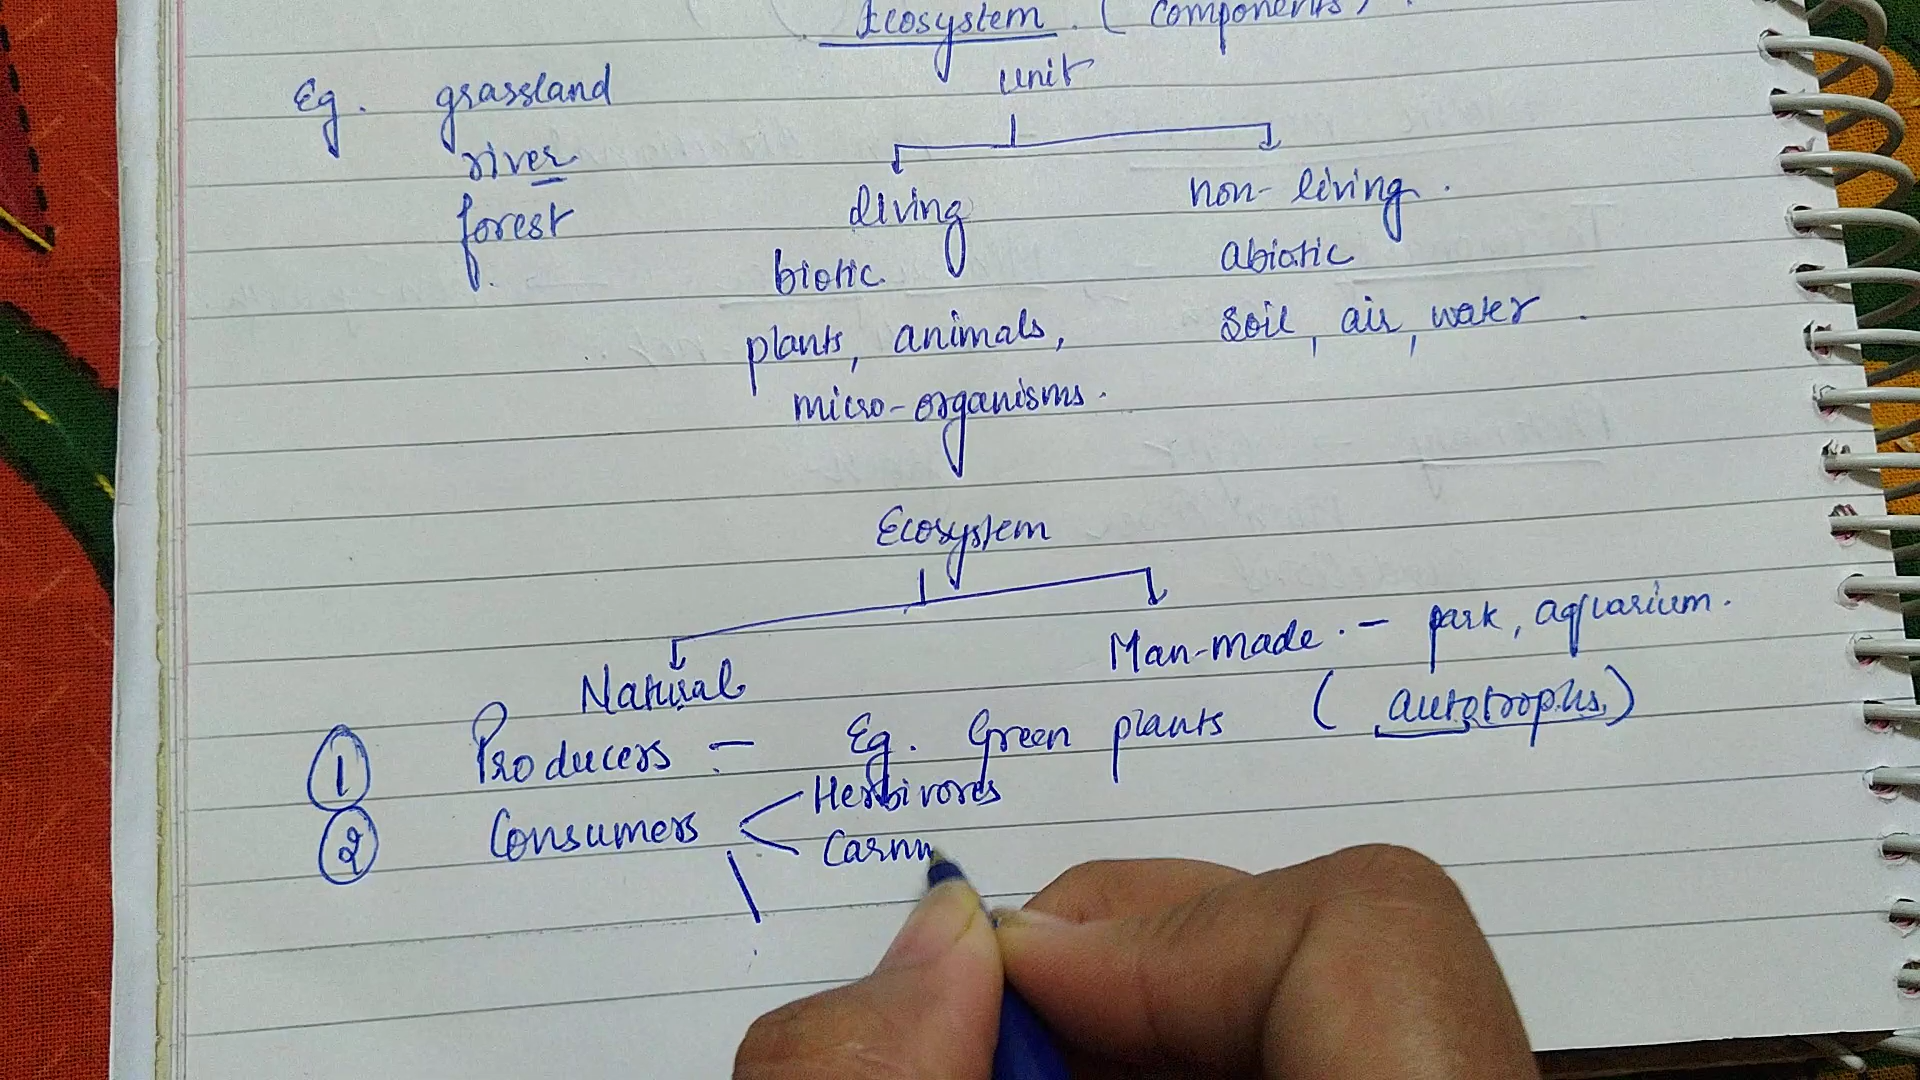 Ecosystem. (Components).
unit
Eg. grassland
river
forest
living
biotic
plants, animals,
micro-organisms.
non-living.
abiotic
soil, air, water.
Ecosystem
Natural
Man-made. - park, aquarium.
1 Producers :- Eg. Green plants (autotrophs)
2 Consumers Herbivores
Carniv